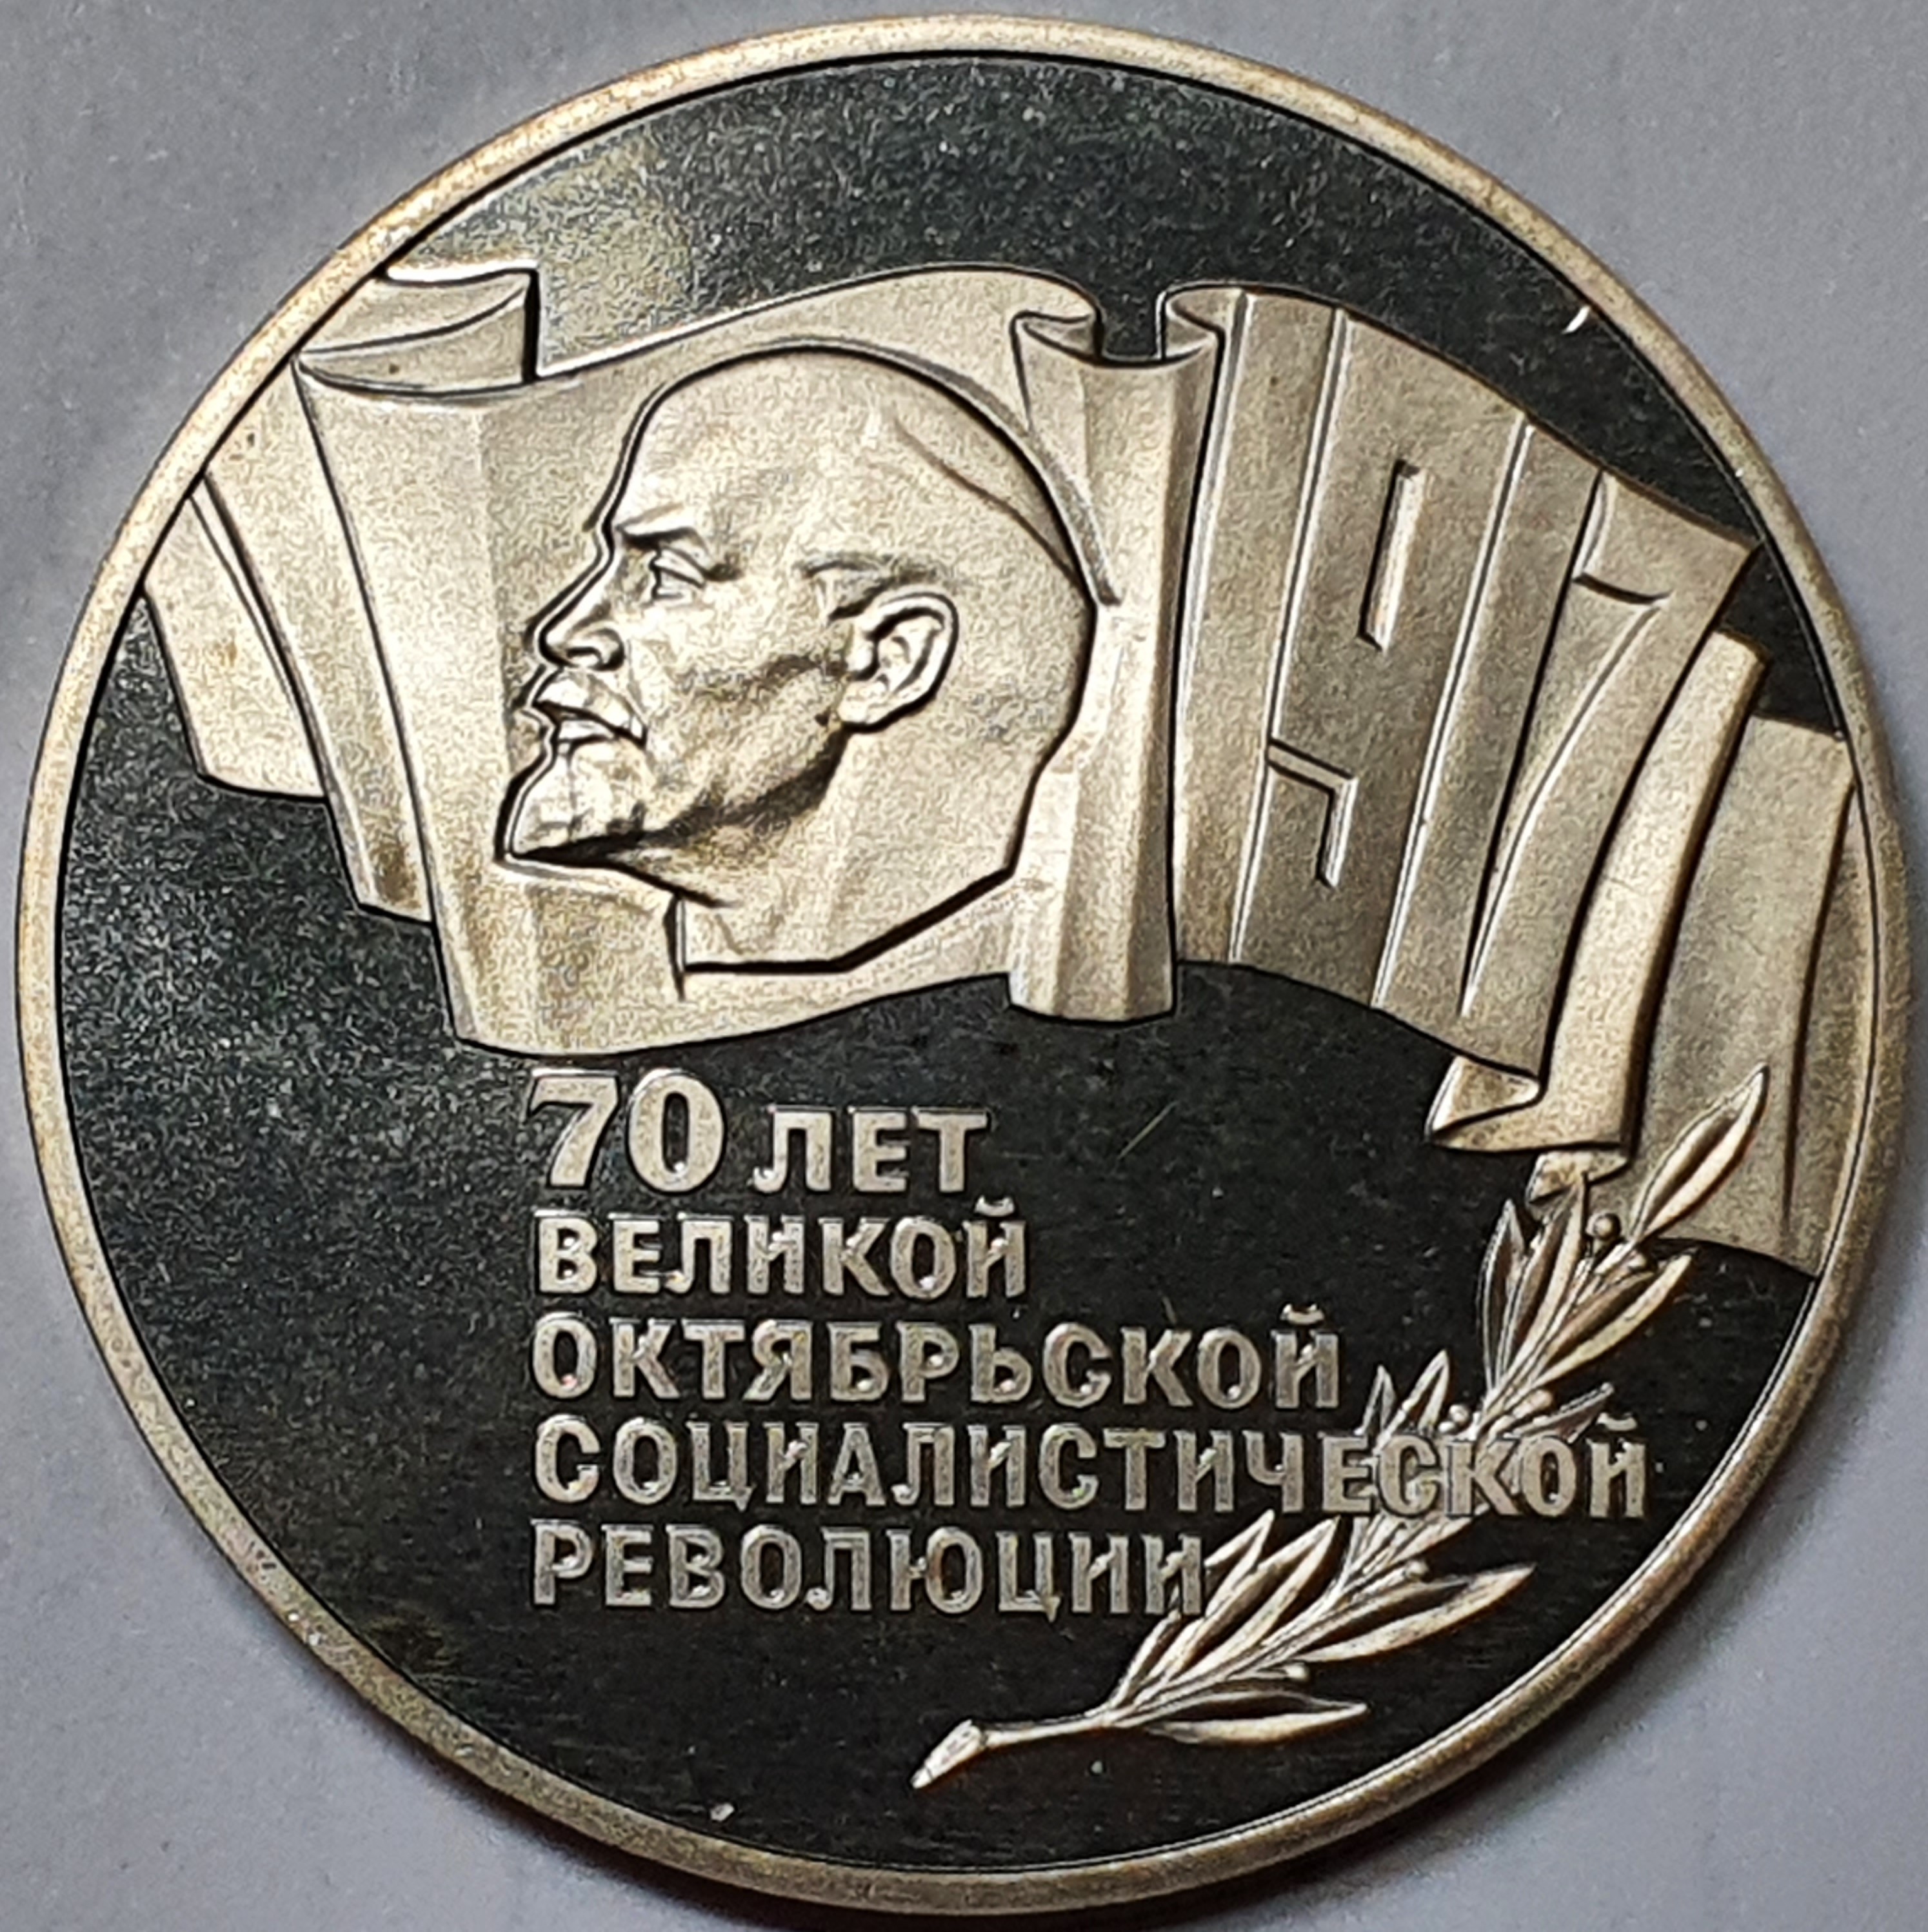 1917
70 ЛЕТ
ВЕЛИКОЙ
ОКТЯБРЬСКОЙ
СОЦИАЛИСТИЧЕСКОЙ
РЕВОЛЮЦИИ